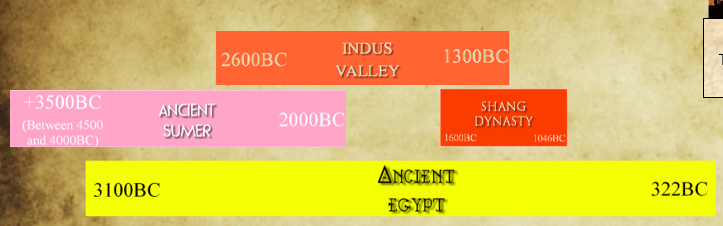 2600BC
INDUS
VALLEY
1300BC
+3500BC
(Between 4500
and 4000BC)
ANCIENT
SUMER
2000BC
SHANG
DYNASTY
1600BC
1046BC
3100BC
ANCIENT
EGYPT
322BC